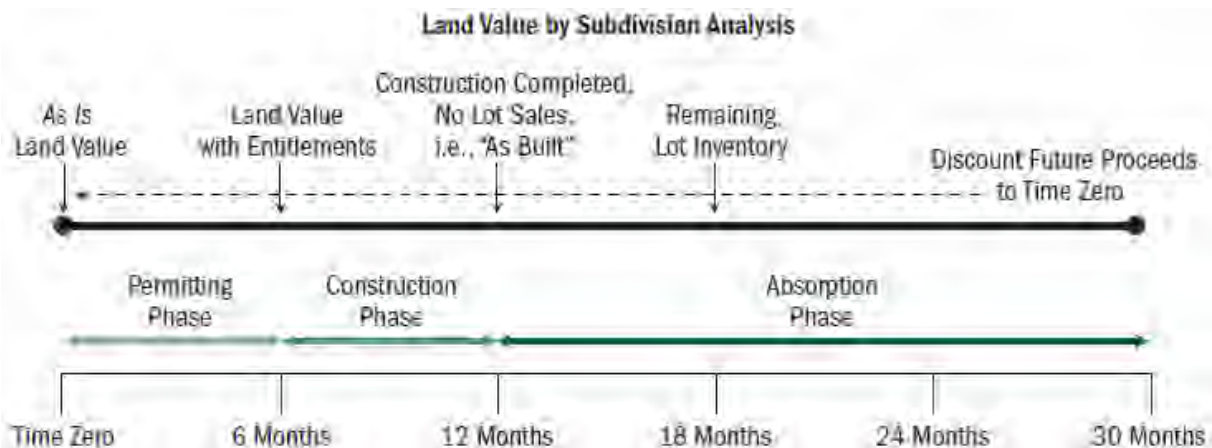 Land Value by Subdivision Analysis
As Is
Land Value
Land Value
with Entitlements
Construction Completed,
No Lot Sales,
i.e., "As Built"
Remaining
Lot Inventory
Discount Future Proceeds
to Time Zero
Permitting
Phase
Construction
Phase
Absorption
Phase
Time Zero
6 Months
12 Months
18 Months
24 Months
30 Months